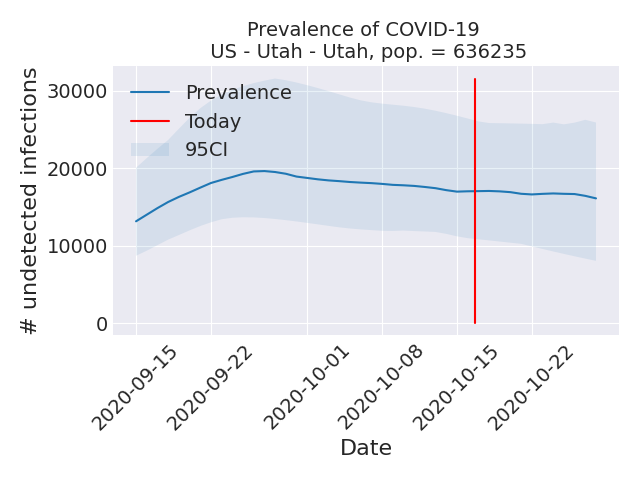 Prevalence of COVID-19
US - Utah - Utah, pop. = 636235
# undetected infections
30000
20000
10000
0
Prevalence
Today
95CI
2020-09-15
2020-09-22
2020-10-01
2020-10-08
2020-10-15
2020-10-22
Date